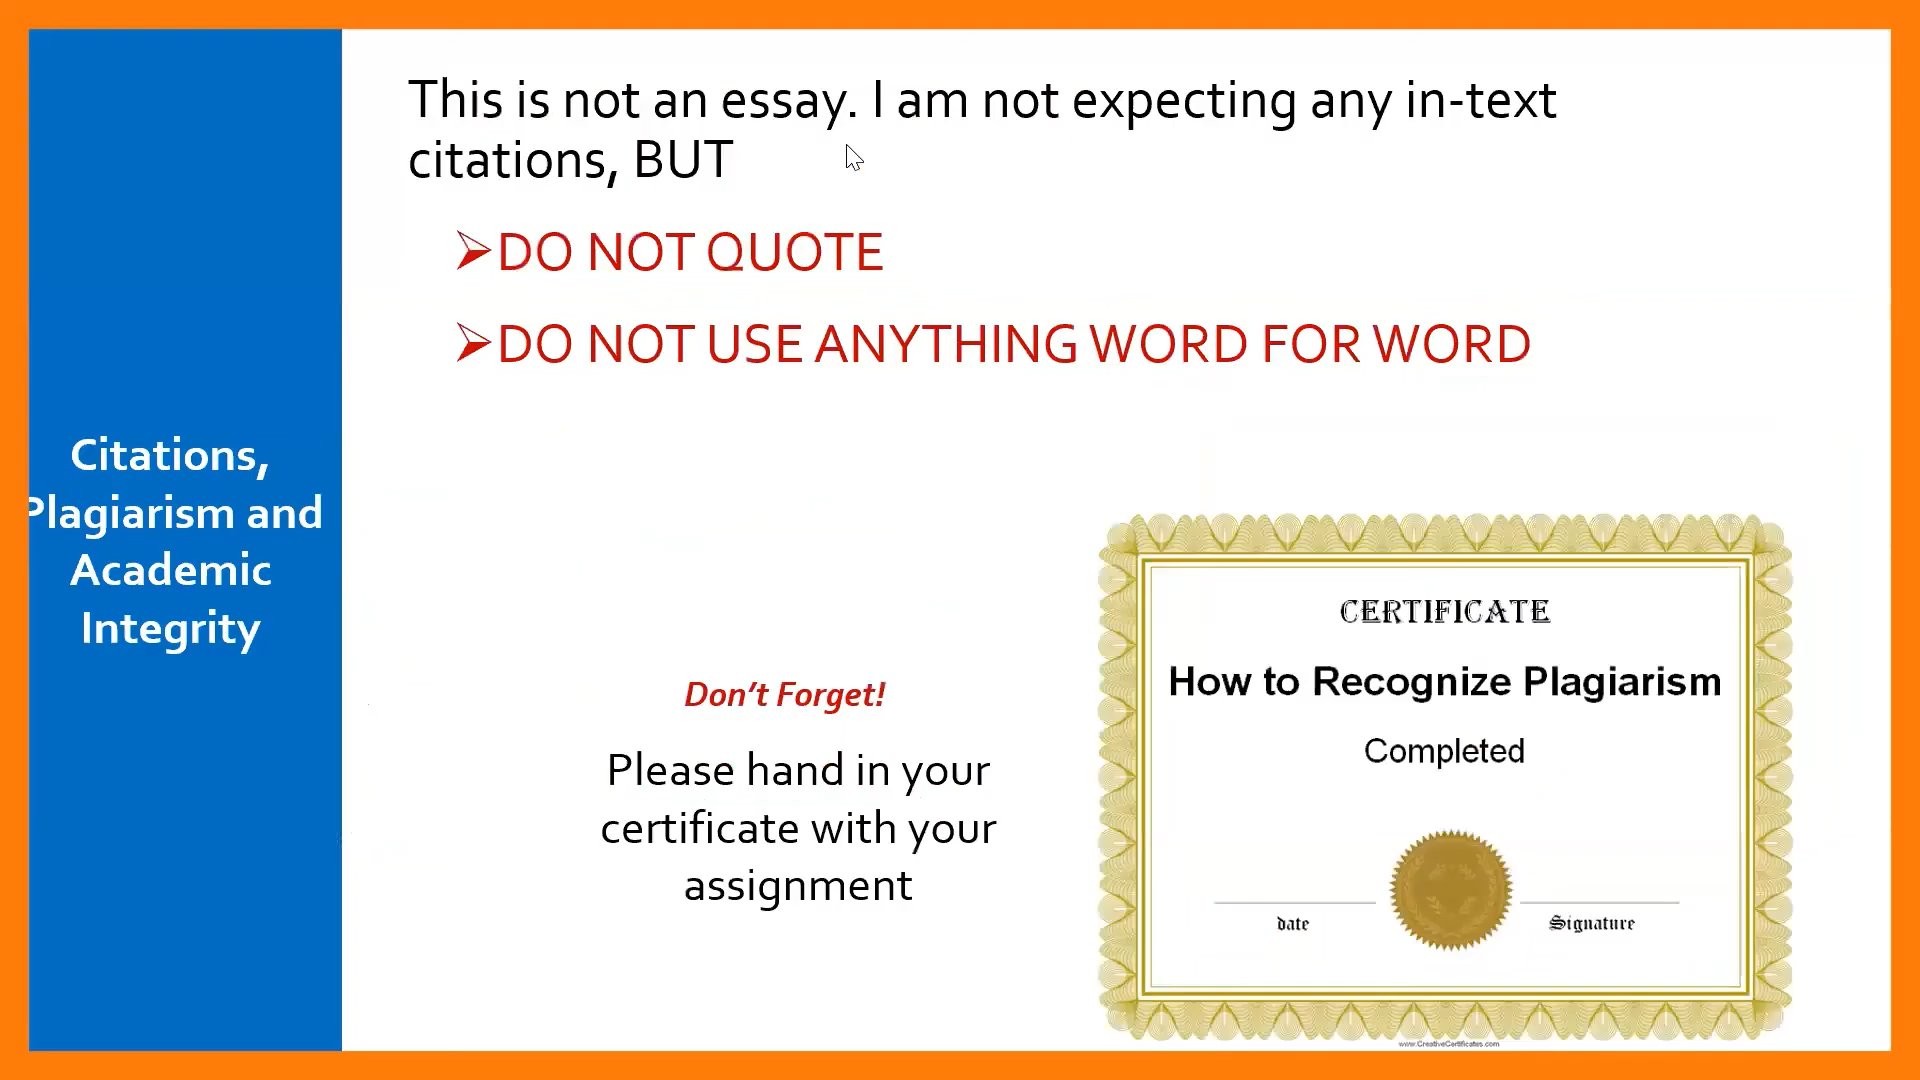 This is not an essay. I am not expecting any in-text
citations, BUT
DO NOT QUOTE
DO NOT USE ANYTHING WORD FOR WORD
Citations,
Plagiarism and
Academic
Integrity
Don’t Forget!
Please hand in your
certificate with your
assignment
CERTIFICATE
How to Recognize Plagiarism
Completed
date
Signature
www.CreativeCertificates.com